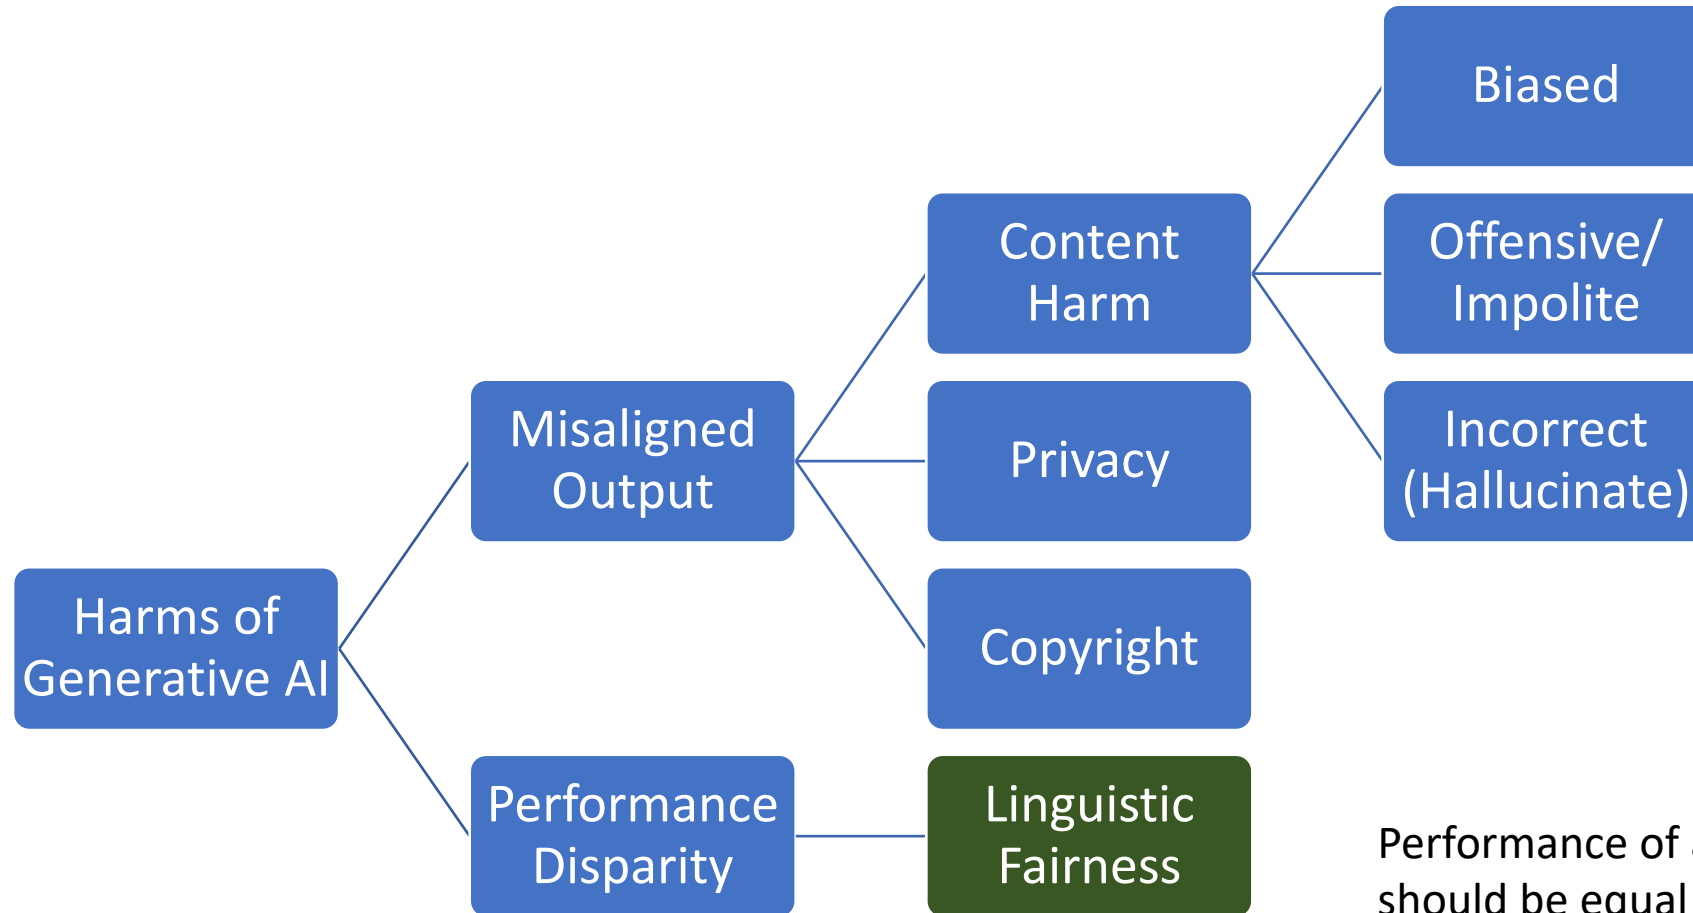 Biased
Offensive/
Impolite
Content
Harm
Incorrect
(Hallucinate)
Misaligned
Output
Privacy
Copyright
Harms of
Generative AI
Performance
Disparity
Linguistic
Fairness
Performance of
should be equal